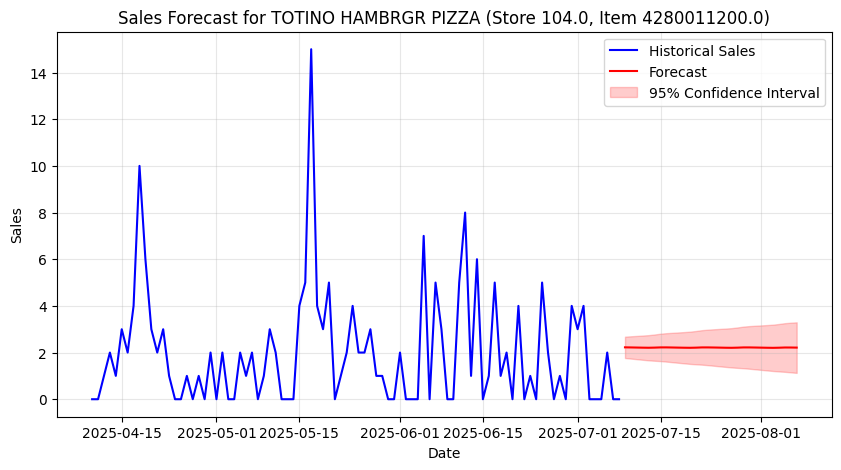 Sales Forecast for TOTINO HAMBRGR PIZZA (Store 104.0, Item 4280011200.0)
Historical Sales
Forecast
95% Confidence Interval
Sales
14
12
10
8
6
4
2
0
2025-04-15 2025-05-01 2025-05-15 2025-06-01 2025-06-15 2025-07-01 2025-07-15 2025-08-01
Date